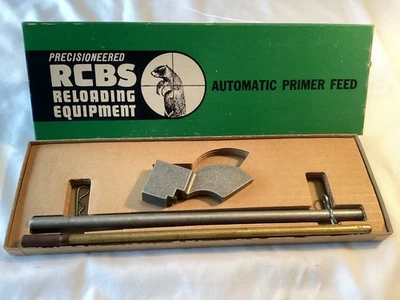 PRECISIONEERED
RCBS
RELOADING
EQUIPMENT
AUTOMATIC PRIMER FEED